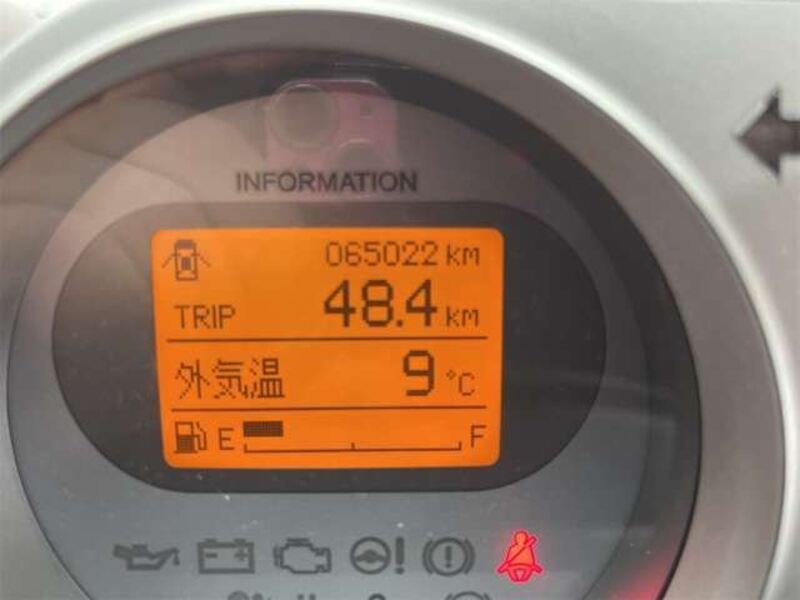 INFORMATION
065022 km
TRIP 48.4 km
外気温 9 °C
E F